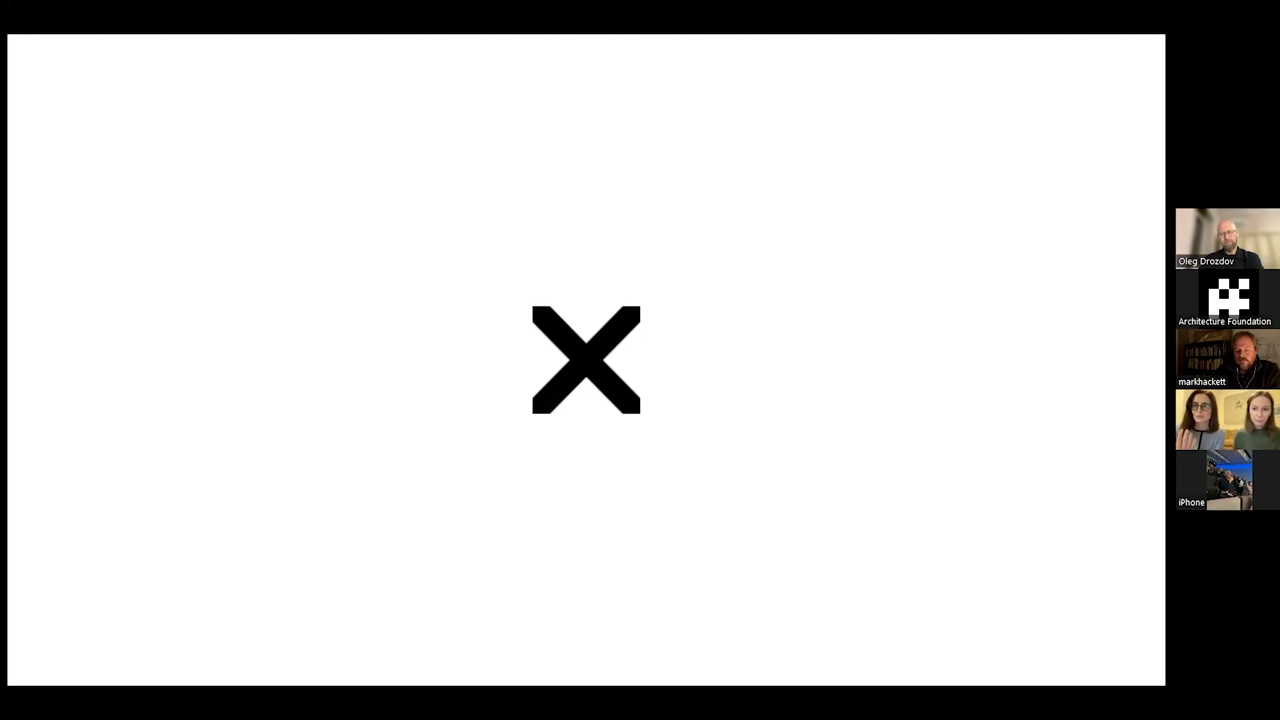 X
Oleg Drozdov
Architecture Foundation
markhackett
iPhone